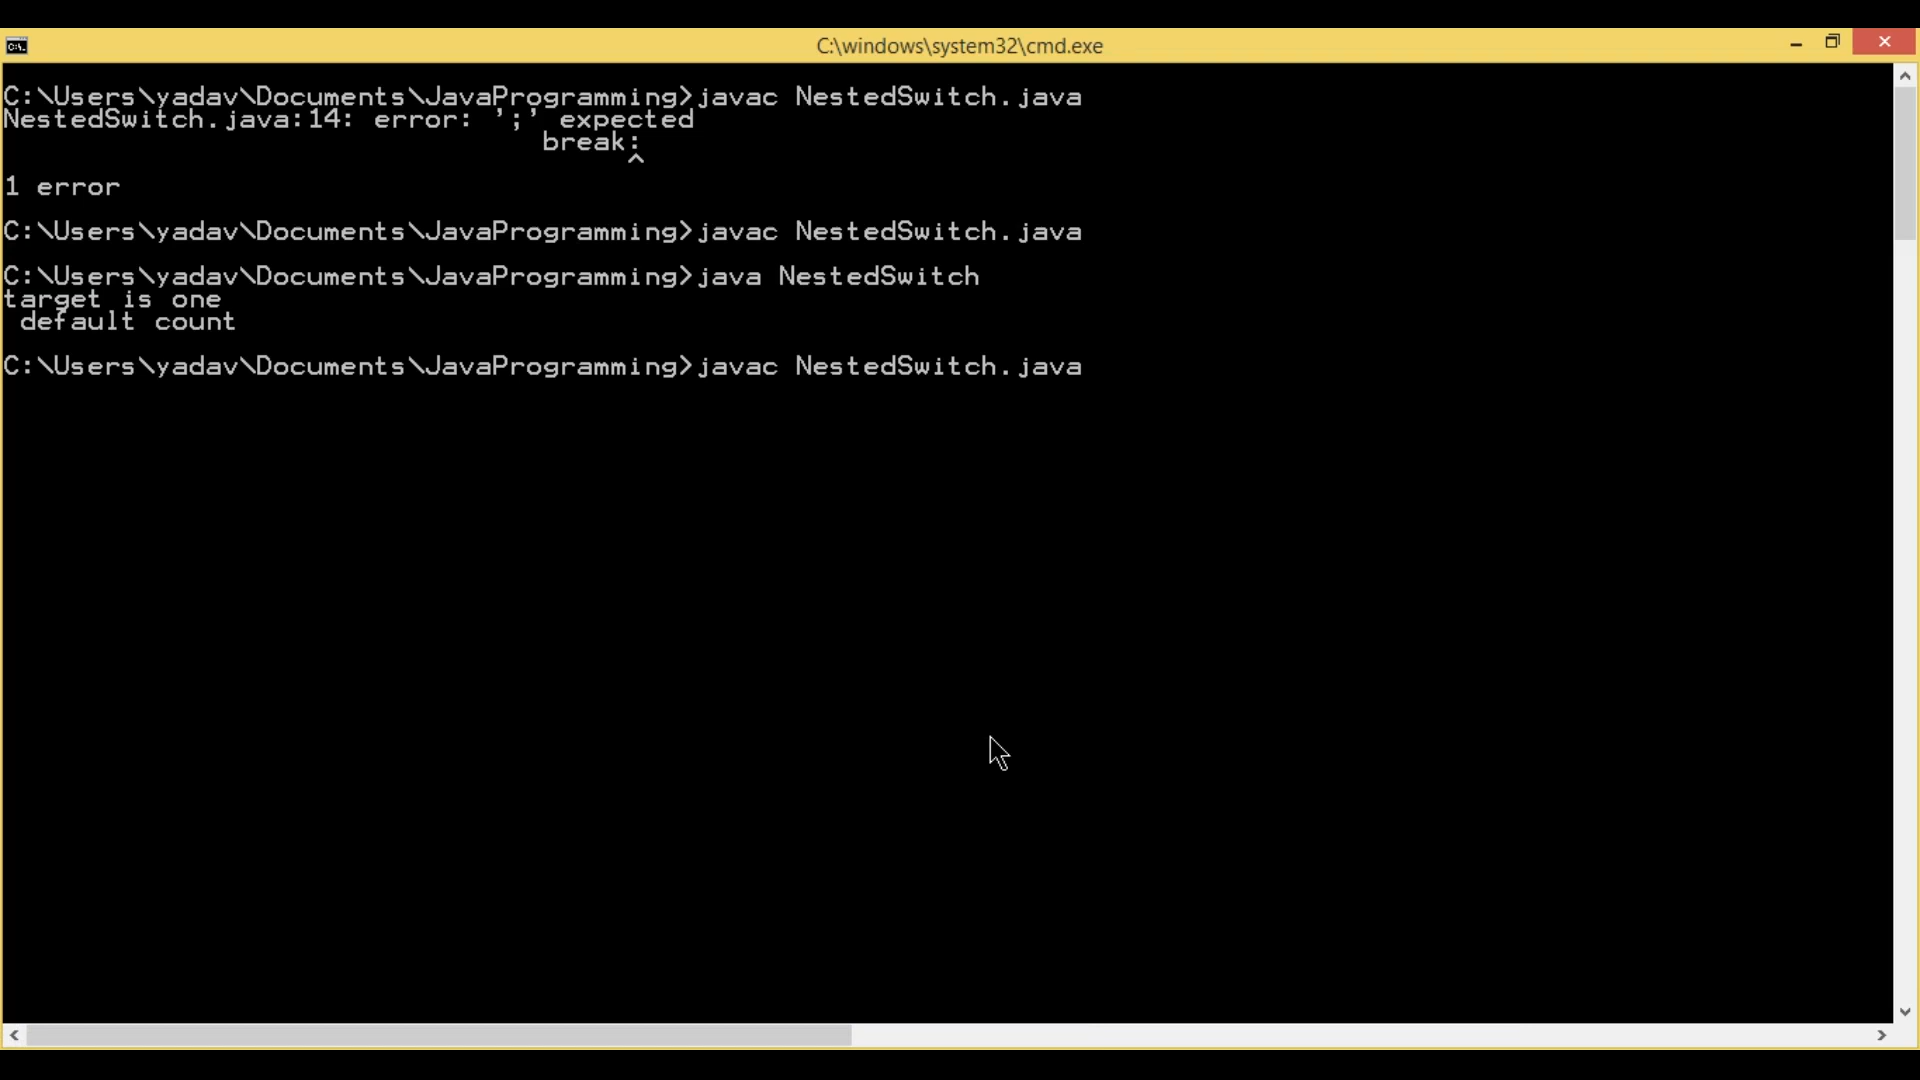 C:\windows\system32\cmd.exe
C:\Users\yadav\Documents\JavaProgramming>javac NestedSwitch.java
NestedSwitch.java:14: error: ';' expected
break:
^
1 error
C:\Users\yadav\Documents\JavaProgramming>javac NestedSwitch.java
C:\Users\yadav\Documents\JavaProgramming>java NestedSwitch
target is one
default count
C:\Users\yadav\Documents\JavaProgramming>javac NestedSwitch.java